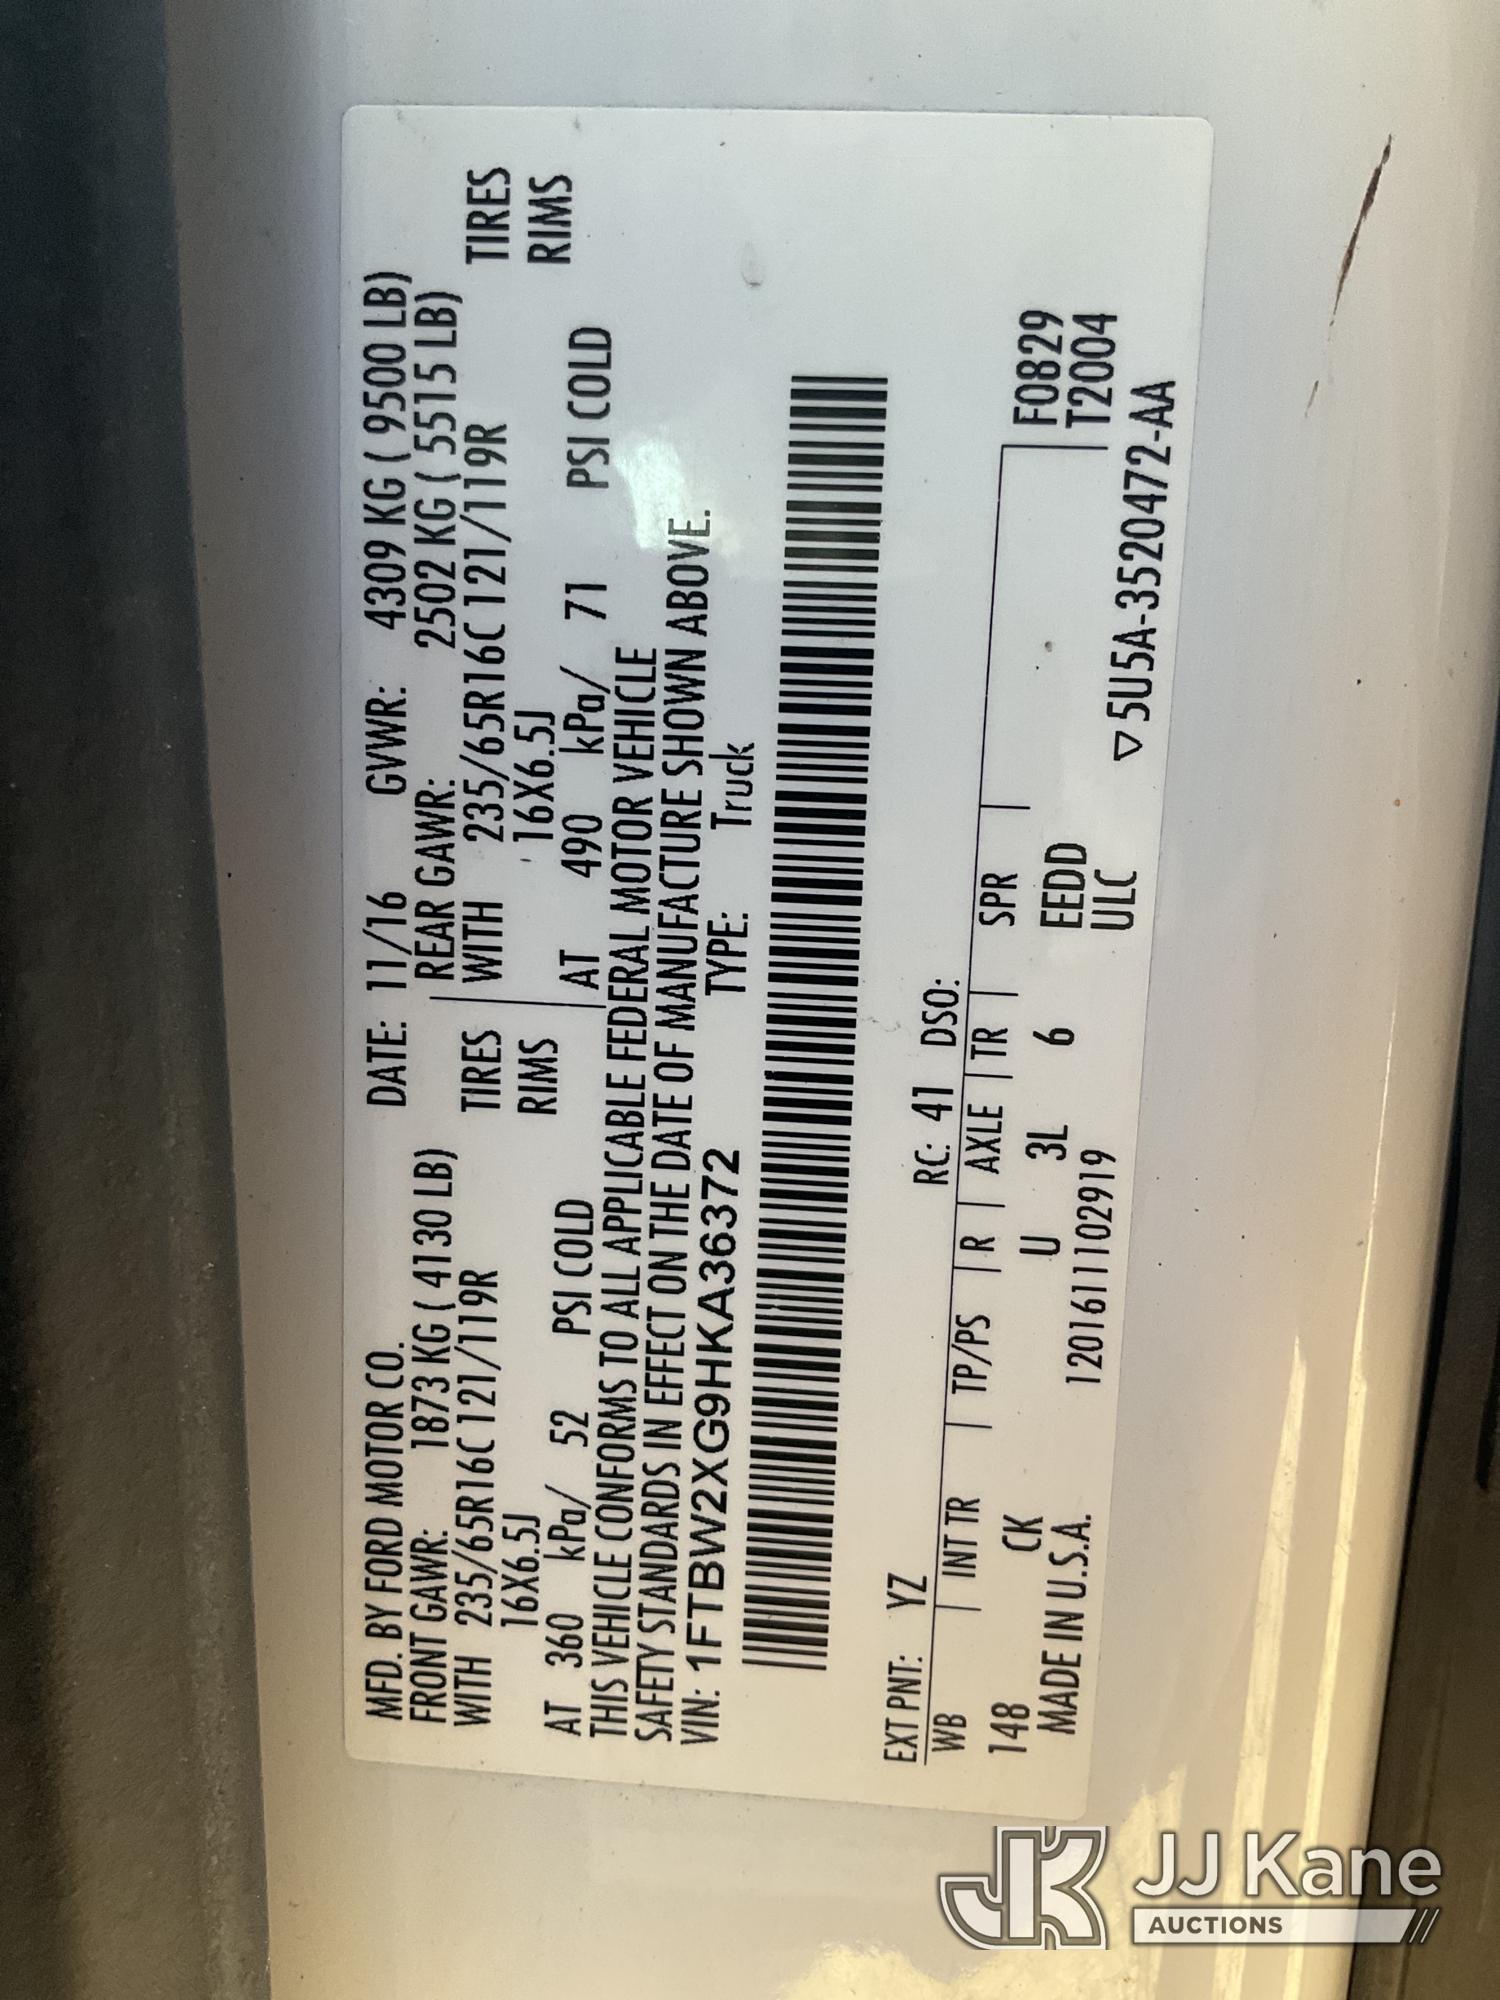 MFD. BY FORD MOTOR CO. DATE: 11/16 GVWR: 4309 KG ( 9500 LB)
FRONT GAWR: 1873 KG ( 4130 LB) REAR GAWR: 2502 KG ( 5515 LB)
WITH 235/65R16C 121/119R TIRES WITH 235/65R16C 121/119R TIRES
16X6.5J RIMS 16X6.5J RIMS
AT 360 kPa/ 52 PSI COLD AT 490 kPa/ 71 PSI COLD
THIS VEHICLE CONFORMS TO ALL APPLICABLE FEDERAL MOTOR VEHICLE
SAFETY STANDARDS IN EFFECT ON THE DATE OF MANUFACTURE SHOWN ABOVE.
VIN: 1FTBW2XG9HKA36372 TYPE: Truck
EXT PNT: YZ RC: 41 DSO:
WB INT TR TP/PS R AXLE TR SPR
F0829
148 CK U U 3L 6 EEDD T2004
MADE IN U.S.A. 1201611102919 ULC
▽5U5A-3520472-AA
JK JJ Kane
AUCTIONS